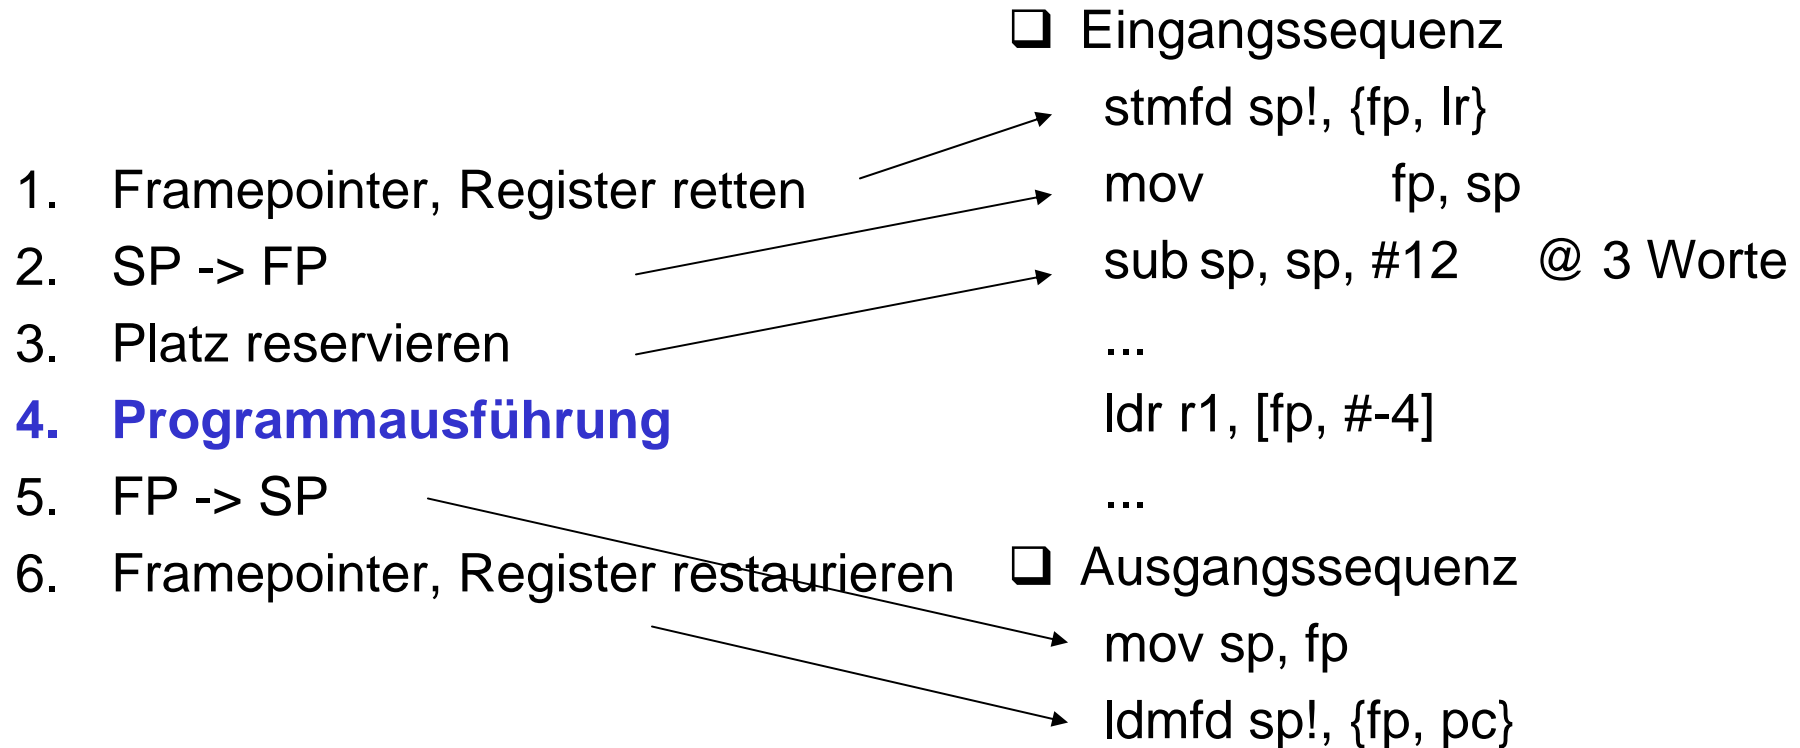 1. Framepointer, Register retten
2. SP -> FP
3. Platz reservieren
4. Programmausführung
5. FP -> SP
6. Framepointer, Register restaurieren
❑ Eingangssequenz
stmfd sp!, {fp, lr}
mov fp, sp
sub sp, sp, #12 @ 3 Worte
...
ldr r1, [fp, #-4]
...
❑ Ausgangssequenz
mov sp, fp
ldmfd sp!, {fp, pc}